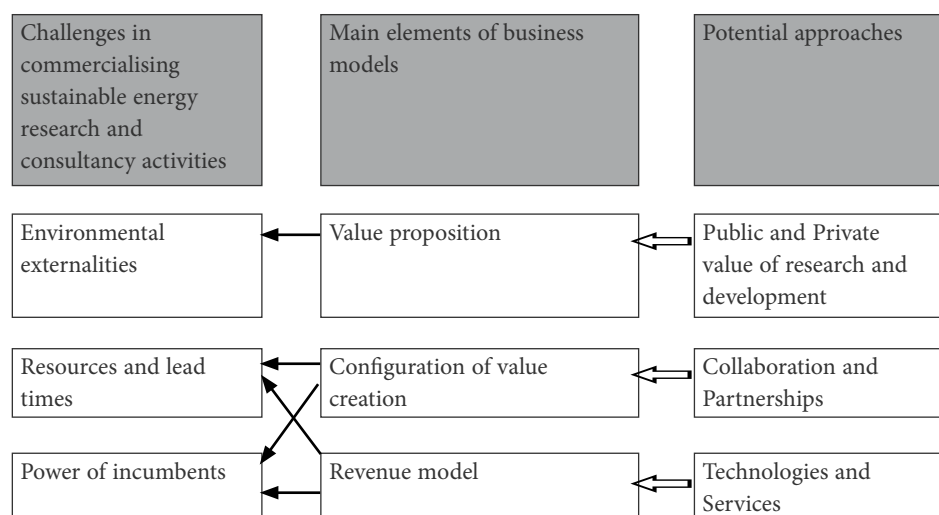 Challenges in
commercialising
sustainable energy
research and
consultancy activities
Main elements of business
models
Potential approaches
Environmental
externalities
Value proposition
Public and Private
value of research and
development
Resources and lead
times
Configuration of value
creation
Collaboration and
Partnerships
Power of incumbents
Revenue model
Technologies and
Services